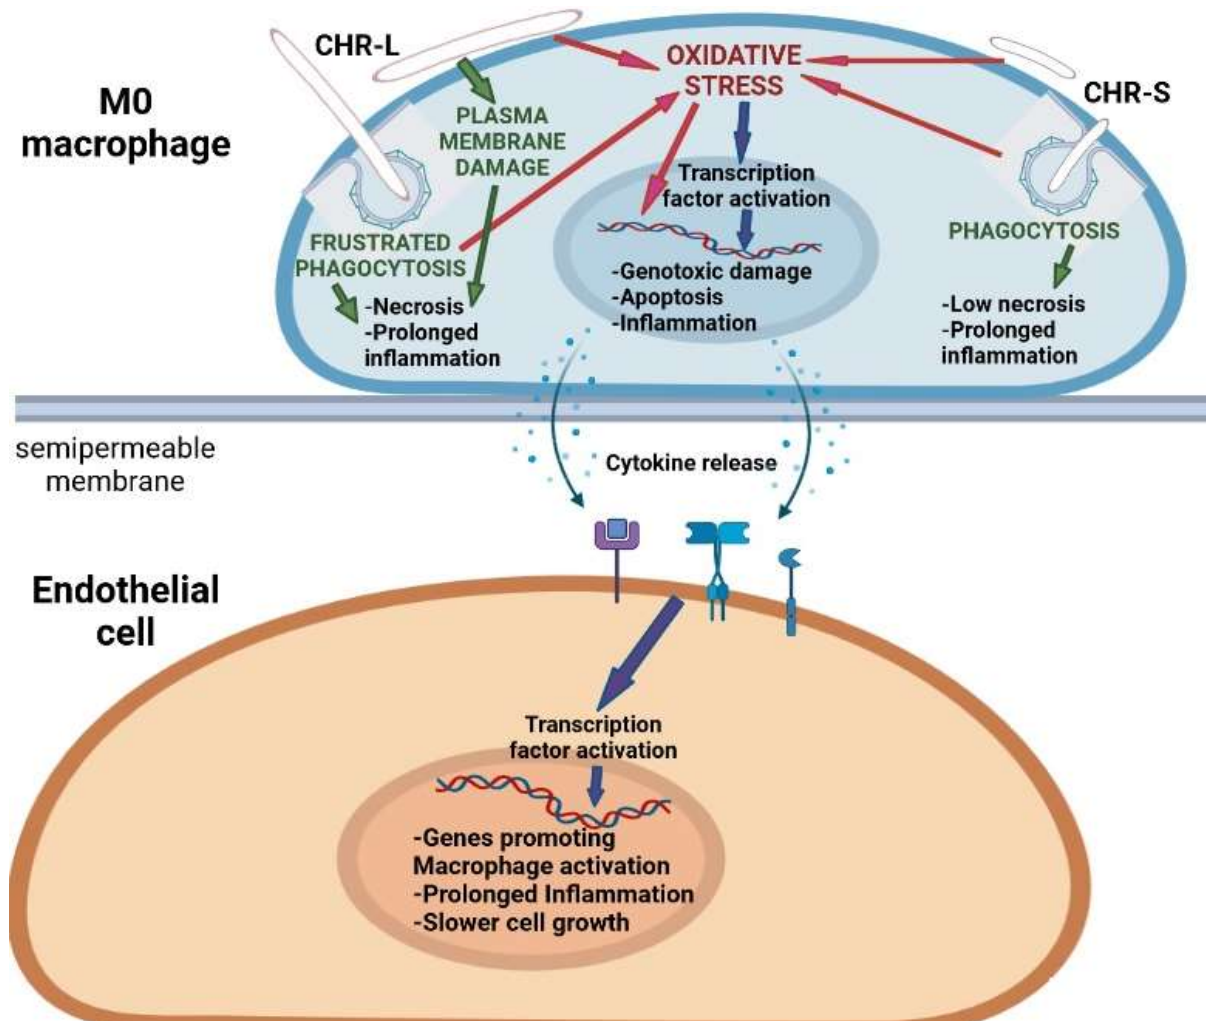 CHR-L
OXIDATIVE
STRESS
CHR-S
M0
macrophage
PLASMA
MEMBRANE
DAMAGE
Transcription
factor activation
FRUSTRATED
PHAGOCYTOSIS
PHAGOCYTOSIS
-Necrosis
-Prolonged
inflammation
-Genotoxic damage
-Apoptosis
-Inflammation
-Low necrosis
-Prolonged
inflammation
semipermeable
membrane
Cytokine release
Endothelial
cell
Transcription
factor activation
-Genes promoting
Macrophage activation
-Prolonged Inflammation
-Slower cell growth